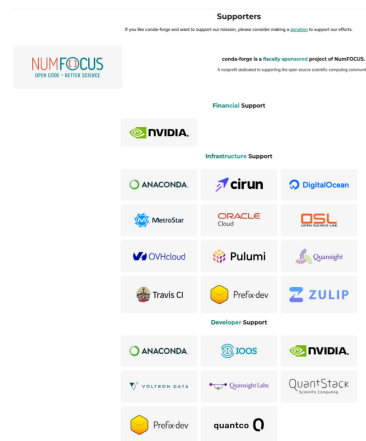 Supporters
If you like conda-forge and want to support our mission, please consider making a donation to support our efforts.
NUMFOCUS
OPEN CODE = BETTER SCIENCE
conda-forge is a fiscally sponsored project of NumFOCUS.
A nonprofit dedicated to supporting the open source scientific computing communit
Financial Support
NVIDIA.
Infrastructure Support
ANACONDA.
cirun
DigitalOcean
MetroStar
ORACLE
Cloud
OSL
OPEN SOURCE LAB
OVHcloud
Pulumi
Quansight
Travis CI
Prefix·dev
ZULIP
Developer Support
ANACONDA.
IOOS
NVIDIA.
VOLTRON DATA
Quansight Labs
QuantStack
Scientific Computing
Prefix·dev
quantco